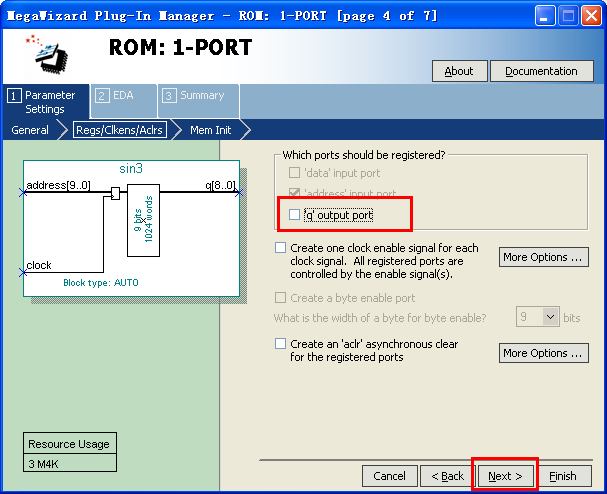 MegaWizard Plug-In Manager - ROM: 1-PORT [page 4 of 7]
ROM: 1-PORT
About
Documentation
1 Parameter Settings
2 EDA
3 Summary
General
Regs/Clkens/Aclrs
Mem Init
sin3
address[9..0]
q[8..0]
9 bits
1024 words
clock
Block type: AUTO
Resource Usage
3 M4K
Which ports should be registered?
'data' input port
'address' input port
'q' output port
Create one clock enable signal for each
clock signal. All registered ports are
controlled by the enable signal(s).
More Options ...
Create a byte enable port
What is the width of a byte for byte enable?
9
bits
Create an 'aclr' asynchronous clear
for the registered ports
More Options ...
Cancel
< Back
Next >
Finish